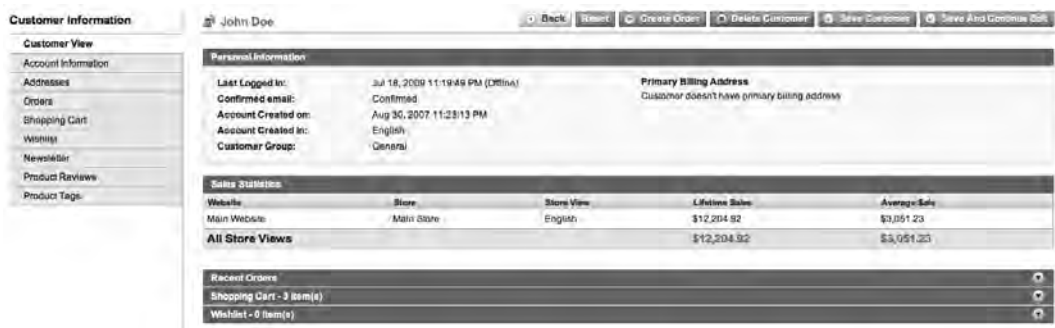 Customer Information
Customer View
Account Information
Addresses
Orders
Shopping Cart
Wishlist
Newsletter
Product Reviews
Product Tags
John Doe
Back
Reset
Create Order
Delete Customer
Save Customer
Save And Continue Edit
Personal Information
Last Logged In: Jul 18, 2009 11:19:49 PM (Offline)
Confirmed email: Confirmed
Account Created on: Aug 30, 2007 11:23:13 PM
Account Created in: English
Customer Group: General
Primary Billing Address
Customer doesn't have primary billing address
Sales Statistics
Website Store Store View Lifetime Sales Average Sale
Main Website Main Store English $12,204.92 $3,051.23
All Store Views $12,204.92 $3,051.23
Recent Orders
Shopping Cart - 3 item(s)
Wishlist - 0 item(s)